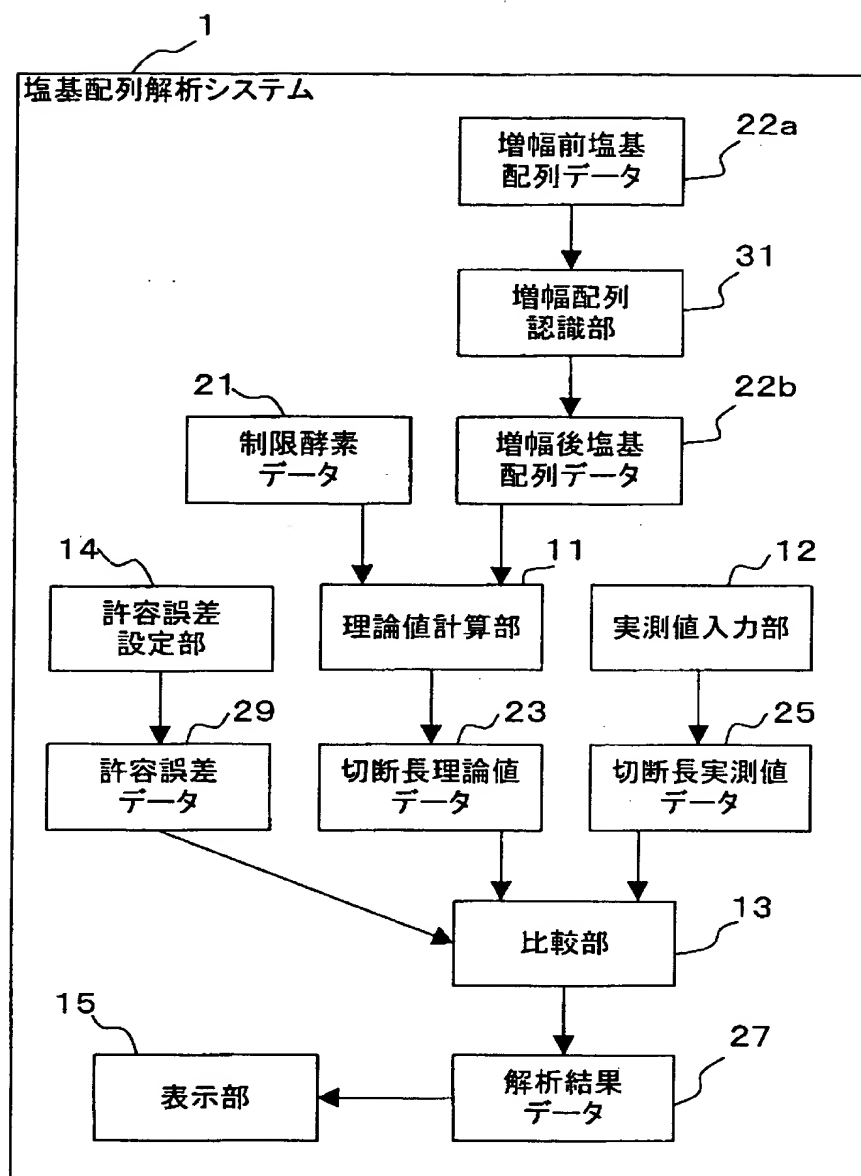 1
塩基配列解析システム
22a
増幅前塩基
配列データ
31
増幅配列
認識部
21
制限酵素
データ
22b
増幅後塩基
配列データ
14
許容誤差
設定部
11
理論値計算部
12
実測値入力部
29
許容誤差
データ
23
切断長理論値
データ
25
切断長実測値
データ
比較部
13
15
表示部
27
解析結果
データ